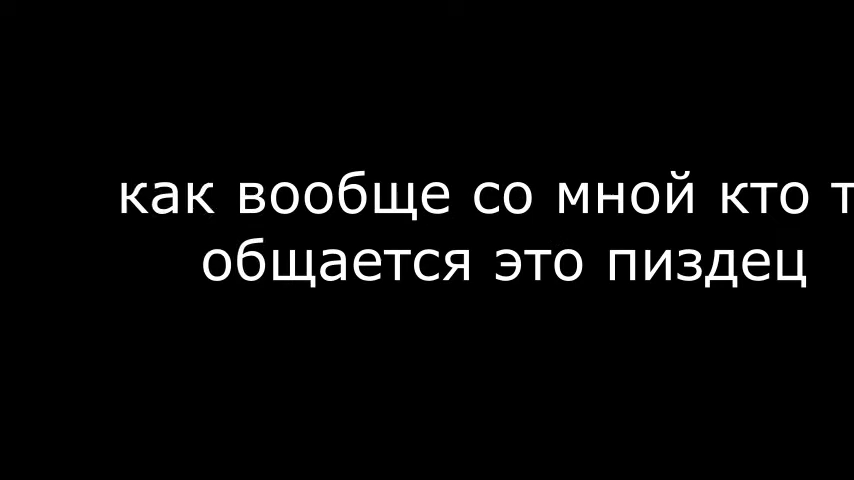 как вообще со мной кто т
общается это пиздец